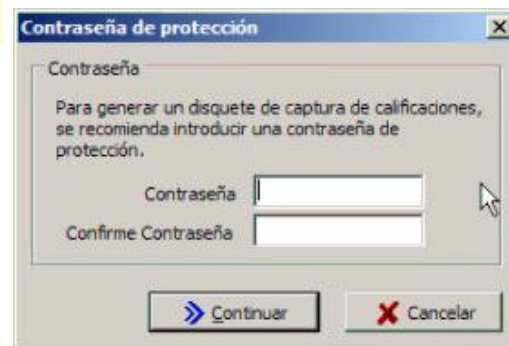 Contraseña de protección
Contraseña
Para generar un disquete de captura de calificaciones,
se recomienda introducir una contraseña de
protección.
Contraseña
Confirme Contraseña
Continuar
Cancelar